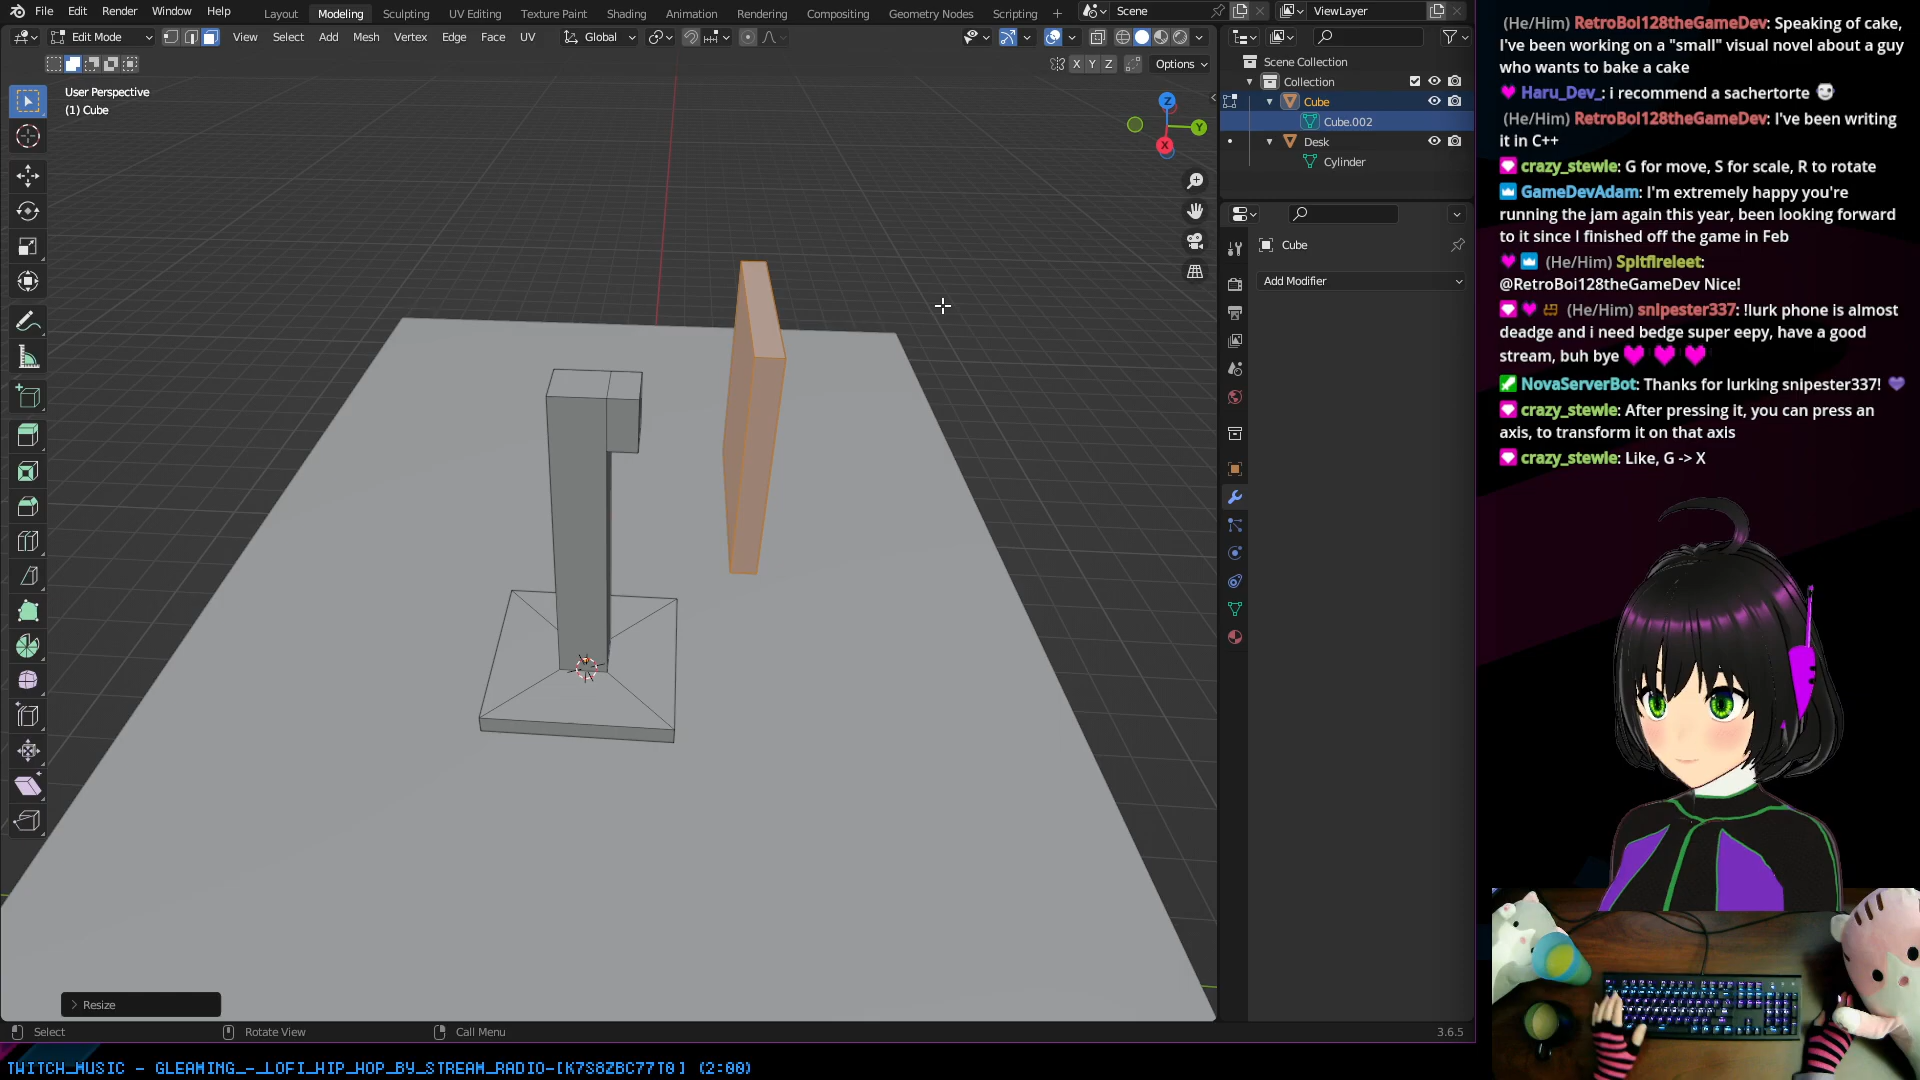 File Edit Render Window Help Layout Modeling Sculpting UV Editing Texture Paint Shading Animation Rendering Compositing Geometry Nodes Scripting + Scene ViewLayer
Edit Mode View Select Add Mesh Vertex Edge Face UV Global
X Y Z Options
User Perspective
(1) Cube
Z
Y
X
Scene Collection
Collection
Cube
Cube.002
Desk
Cylinder
Cube
Add Modifier
Resize
Select Rotate View Call Menu 3.6.5
(He/Him) RetroBoi128theGameDev: Speaking of cake,
I've been working on a "small" visual novel about a guy
who wants to bake a cake
Haru_Dev_: i recommend a sachertorte
(He/Him) RetroBoi128theGameDev: I've been writing
it in C++
crazy_stewie: G for move, S for scale, R to rotate
GameDevAdam: I'm extremely happy you're
running the jam again this year, been looking forward
to it since I finished off the game in Feb
(He/Him) Spitfireleet:
@RetroBoi128theGameDev Nice!
(He/Him) snipester337: !lurk phone is almost
deadge and i need bedge super eepy, have a good
stream, buh bye
NovaServerBot: Thanks for lurking snipester337!
crazy_stewie: After pressing it, you can press an
axis, to transform it on that axis
crazy_stewie: Like, G -> X
TWITCH_MUSIC - GLEAMING_-_LOFI_HIP_HOP_BY_STREAM_RADIO-[K7S8ZBC77T0] (2:00)